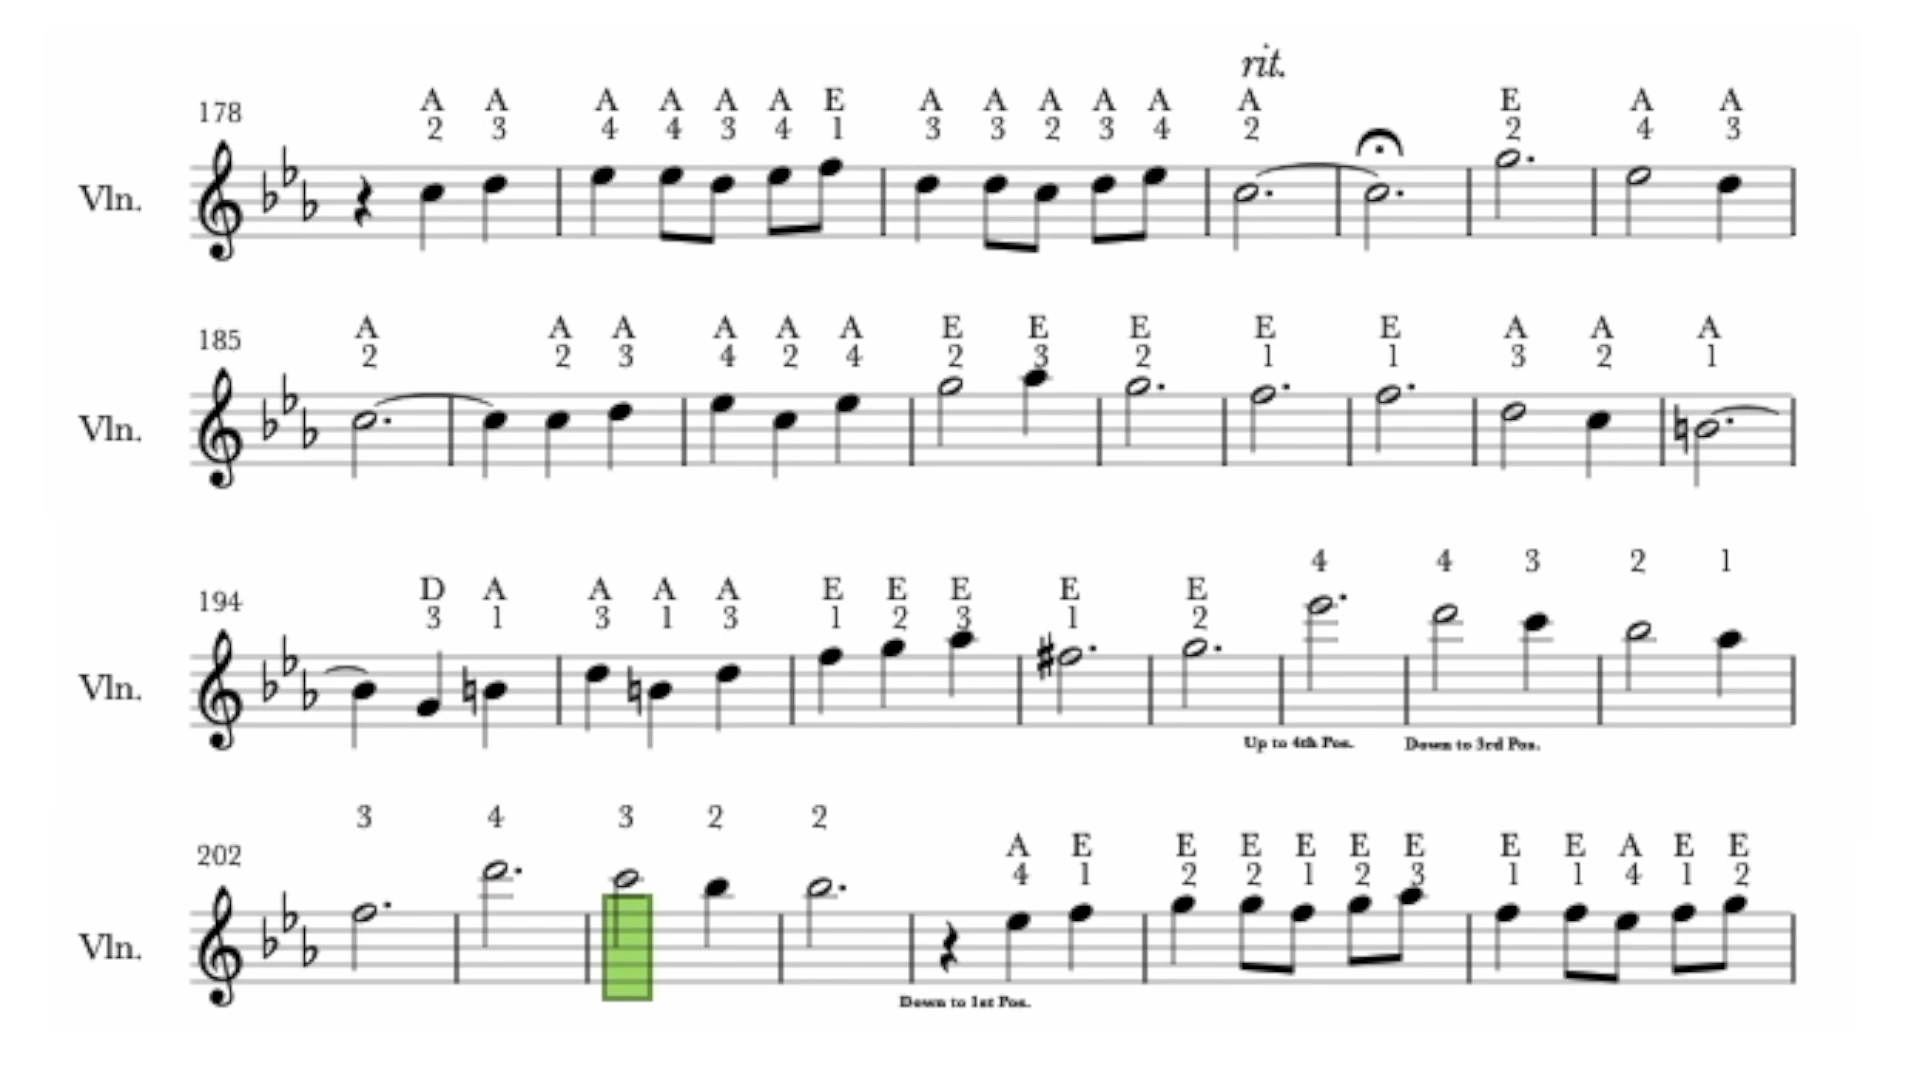 rit.
178 A A A A A A E A A A A A A E A A
2 3 4 4 3 4 1 3 3 2 3 4 2 2 4 3
Vln.
185 A A A A A A E E E E E A A A
2 2 3 4 2 4 2 3 2 1 1 3 2 1
Vln.
4 4 3 2 1
194 D A A A A E E E E E
3 1 3 1 3 1 2 3 1 2
Vln.
Up to 4th Pos. Down to 3rd Pos.
3 4 3 2 2
202 A E E E E E E E E A E E
4 1 2 2 1 2 3 1 1 4 1 2
Vln.
Down to 1st Pos.